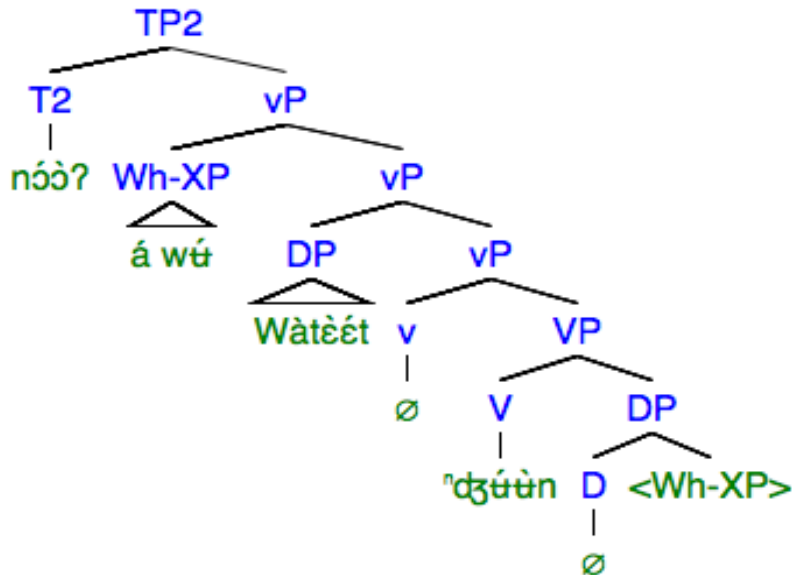 TP2
T2 vP
nɔ́ɔ̀ʔ Wh-XP vP
á wʉ́ DP vP
Wàtɛ̀ɛ́t v VP
∅ V DP
ⁿʤʉ́ʉ̀n D <Wh-XP>
∅